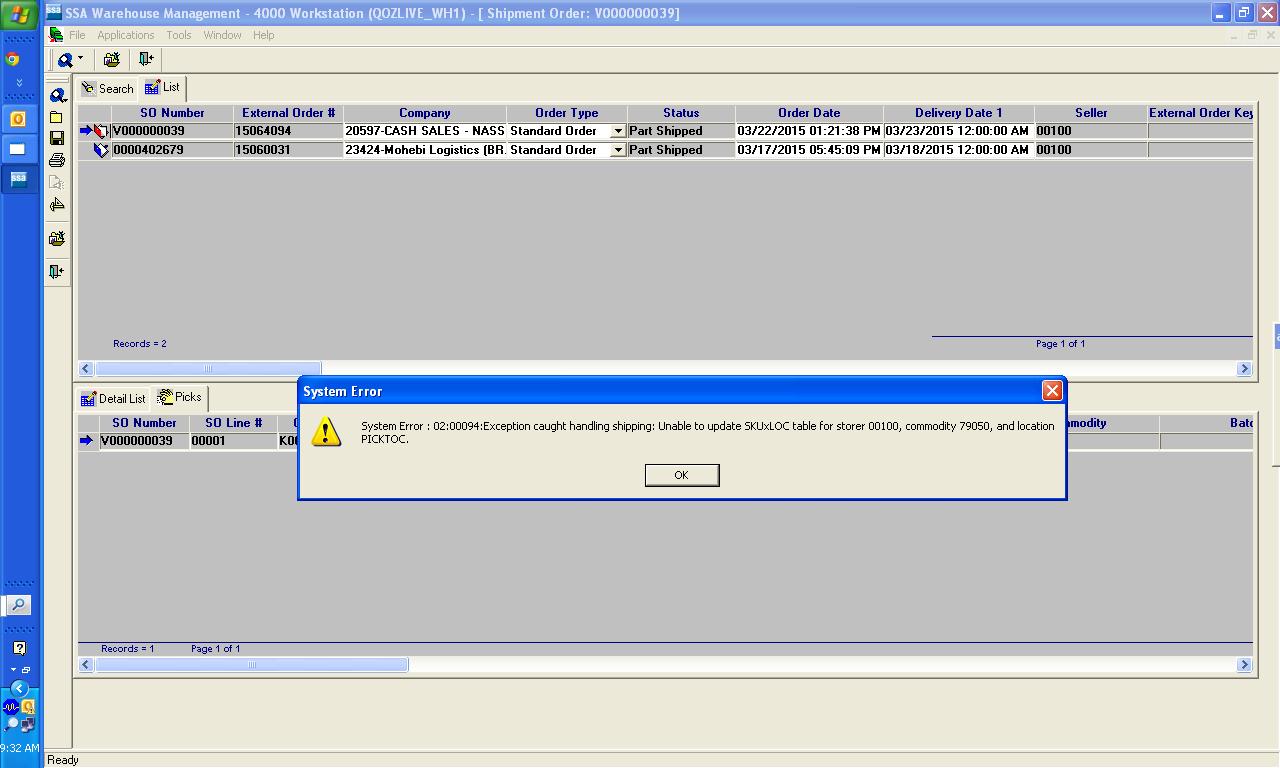 SSA Warehouse Management - 4000 Workstation (QOZLIVE_WH1) - [ Shipment Order: V000000039]
File Applications Tools Window Help
Search List
SO Number External Order # Company Order Type Status Order Date Delivery Date 1 Seller External Order Key
V000000039 15064094 20597-CASH SALES - NASS Standard Order Part Shipped 03/22/2015 01:21:38 PM 03/23/2015 12:00:00 AM 00100
0000402679 15060031 23424-Mohebi Logistics (BR. Standard Order Part Shipped 03/17/2015 05:45:09 PM 03/18/2015 12:00:00 AM 00100
Records = 2 Page 1 of 1
Detail List Picks
SO Number SO Line # mmodity Batc
V000000039 00001 K00
System Error
System Error : 02:00094:Exception caught handling shipping: Unable to update SKUxLOC table for storer 00100, commodity 79050, and location
PICKTOC.
OK
Records = 1 Page 1 of 1
9:32 AM
Ready
ssa